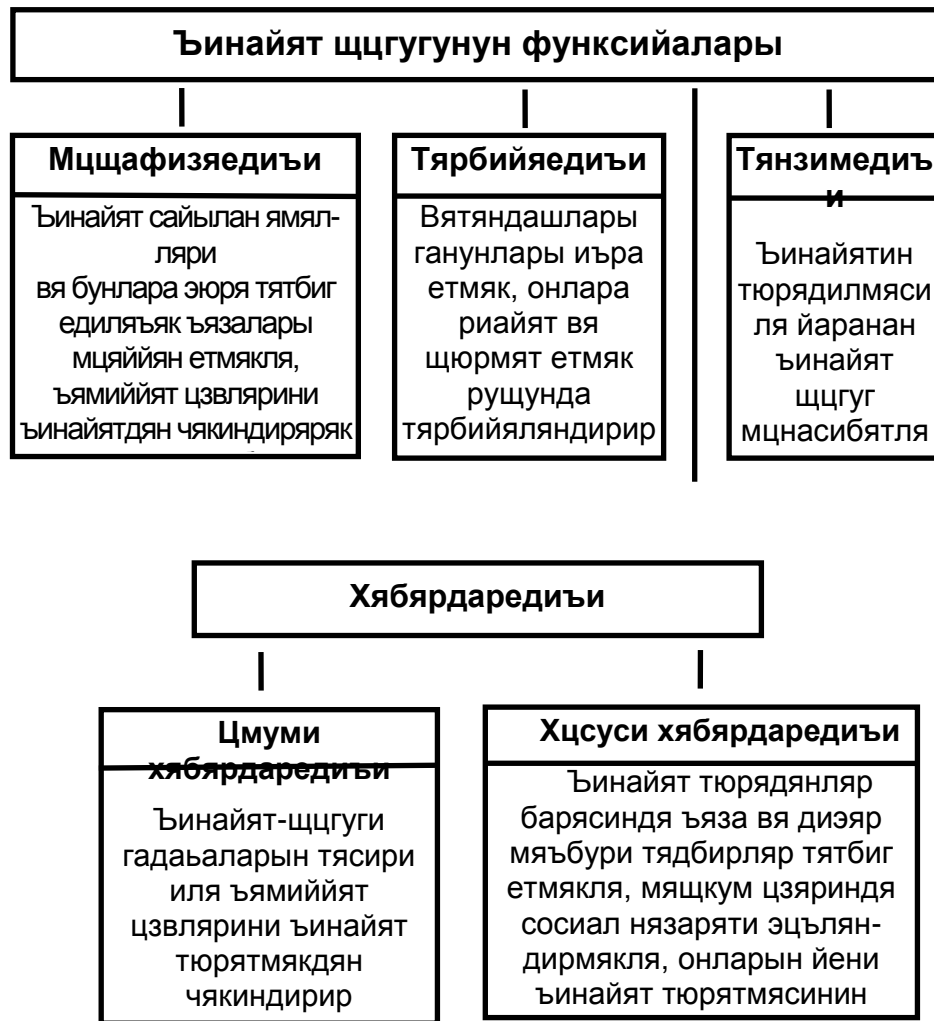 Ъинайят щцгугунун функсийалары
Мцщафизяедиъи
Ъинайят сайылан ямял-
ляри
вя бунлара эюря тятбиг
едиляъяк ъязалары
мцяййян етмякля,
ъямиййят цзвлярини
ъинайятдян чякиндиряряк
Тярбийяедиъи
Вятяндашлары
ганунлары иъра
етмяк, онлара
риайят вя
щюрмят етмяк
рущунда
тярбийяляндирир
Тянзимедиъ
и
Ъинайятин
тюрядилмяси
ля йаранан
ъинайят
щцгуг
мцнасибятля
Хябярдаредиъи
Цмуми
хябярдаредиъи
Ъинайят-щцгуги
гадаьаларын тясири
иля ъямиййят
цзвлярини ъинайят
тюрятмякдян
чякиндирир
Хцсуси хябярдаредиъи
Ъинайят тюрядянляр
барясиндя ъяза вя диэяр
мяъбури тядбирляр тятбиг
етмякля, мящкум цзяриндя
сосиал нязаряти эцълян-
дирмякля, онларын йени
ъинайят тюрятмясинин